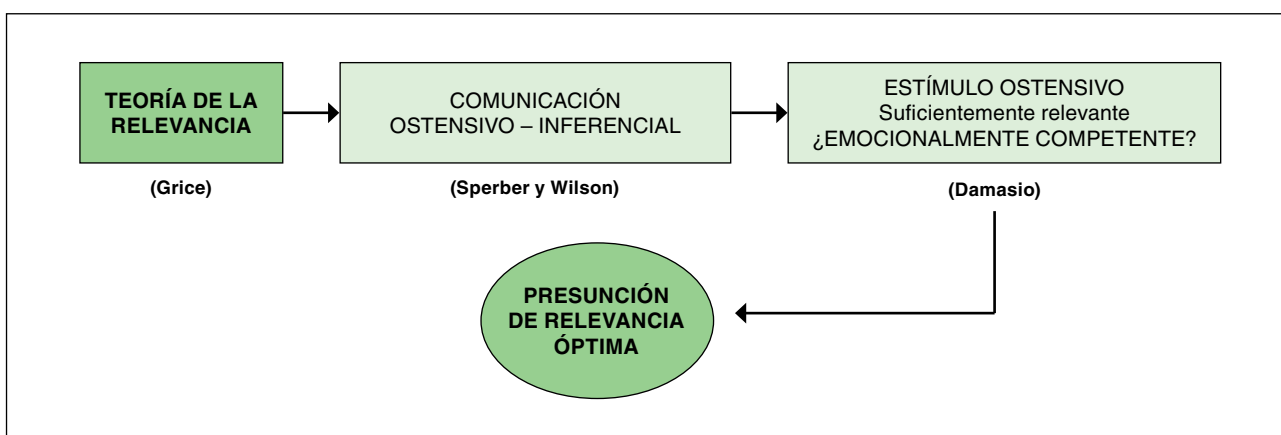 TEORÍA DE LA
RELEVANCIA
(Grice)
COMUNICACIÓN
OSTENSIVO – INFERENCIAL
(Sperber y Wilson)
ESTÍMULO OSTENSIVO
Suficientemente relevante
¿EMOCIONALMENTE COMPETENTE?
(Damasio)
PRESUNCIÓN
DE RELEVANCIA
ÓPTIMA